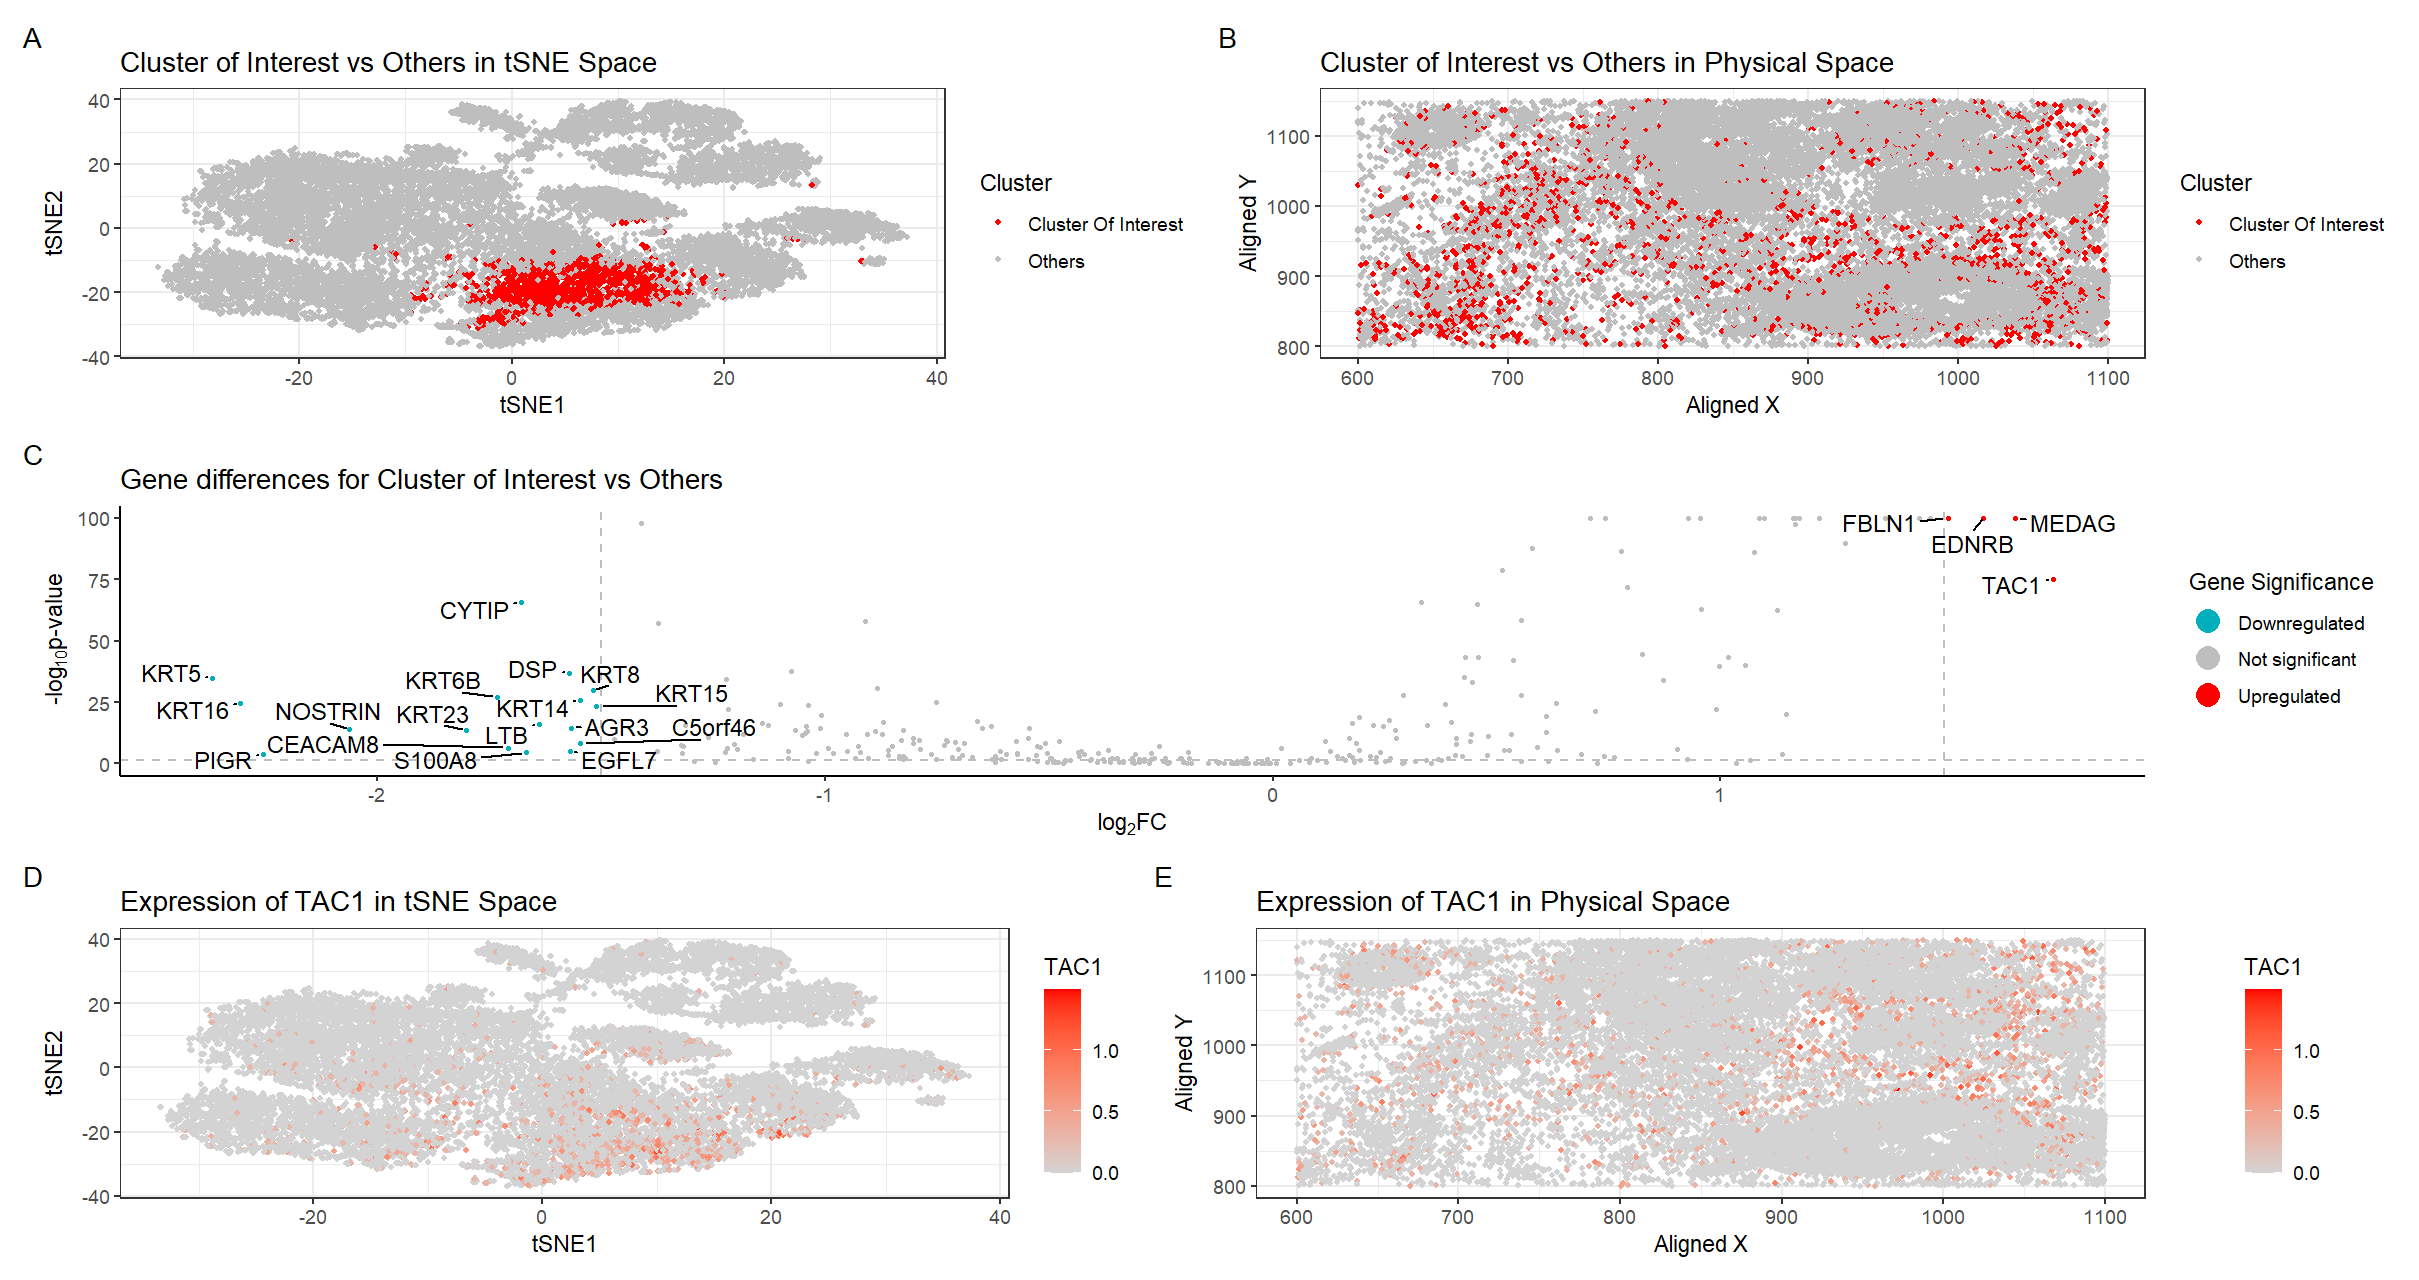 A
Cluster of Interest vs Others in tSNE Space
40
20
0
-20
-40
tSNE2
-20
0
20
40
tSNE1
Cluster
Cluster Of Interest
Others
B
Cluster of Interest vs Others in Physical Space
1100
1000
900
800
Aligned Y
600
700
800
900
1000
1100
Aligned X
Cluster
Cluster Of Interest
Others
C
Gene differences for Cluster of Interest vs Others
100
75
50
25
0
-log10p-value
FBLN1
MEDAG
EDNRB
TAC1
CYTIP
KRT5
DSP
KRT8
KRT6B
KRT15
KRT16
NOSTRIN
KRT23
KRT14
LTB
AGR3
C5orf46
CEACAM8
PIGR
S100A8
EGFL7
-2
-1
0
1
log2FC
Gene Significance
Downregulated
Not significant
Upregulated
D
Expression of TAC1 in tSNE Space
40
20
0
-20
-40
tSNE2
-20
0
20
40
tSNE1
TAC1
1.0
0.5
0.0
E
Expression of TAC1 in Physical Space
1100
1000
900
800
Aligned Y
600
700
800
900
1000
1100
Aligned X
TAC1
1.0
0.5
0.0